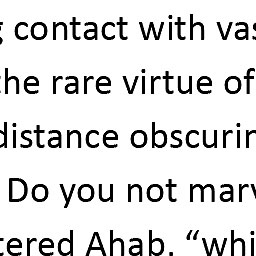 contact with vas
he rare virtue of
distance obscurin
Do you not marv
tered Ahab. “whi